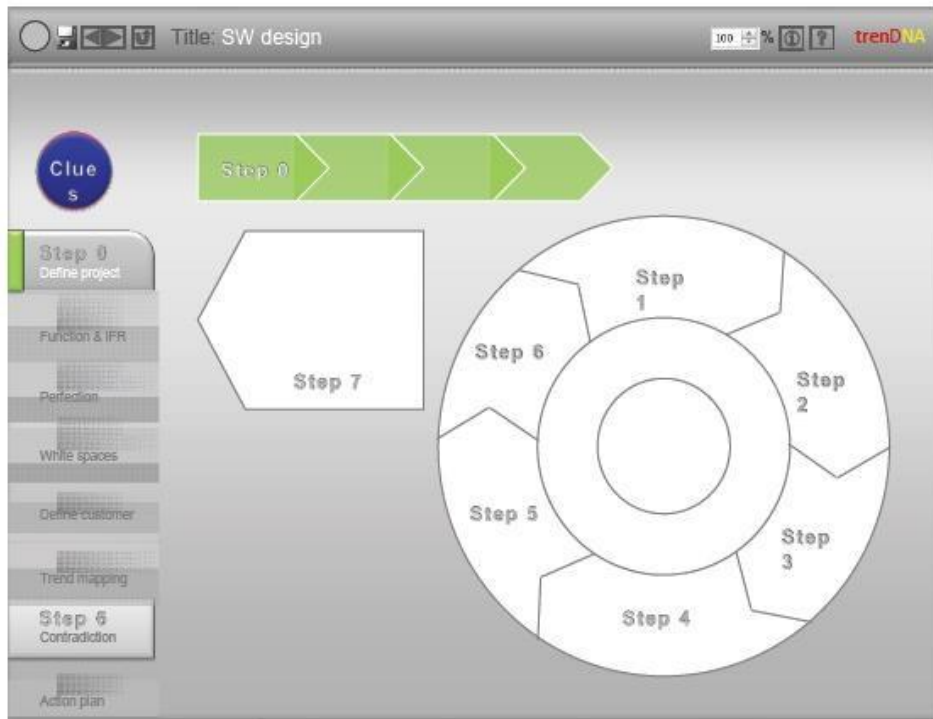 Title: SW design
100 % ? trenDNA
Clue
s
Step 0
Step 0
Define project
Function & IFR
Perfection
White spaces
Define customer
Trend mapping
Step 6
Contradiction
Action plan
Step 7
Step
1
Step 6
Step
2
Step 5
Step
3
Step 4